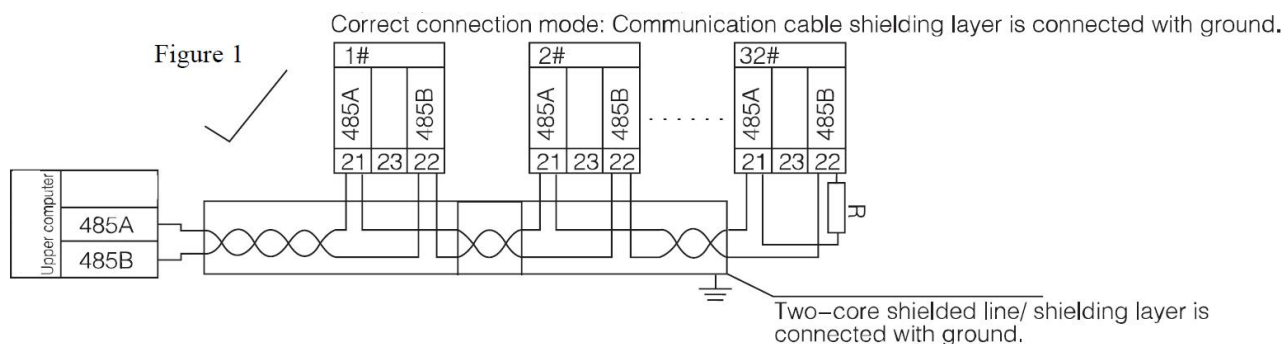 Correct connection mode: Communication cable shielding layer is connected with ground.
Figure 1
1# 2# 32#
485A 485B 485A 485B 485A 485B
21 23 22 21 23 22 21 23 22
Upper computer
485A
485B
R
Two-core shielded line/ shielding layer is
connected with ground.